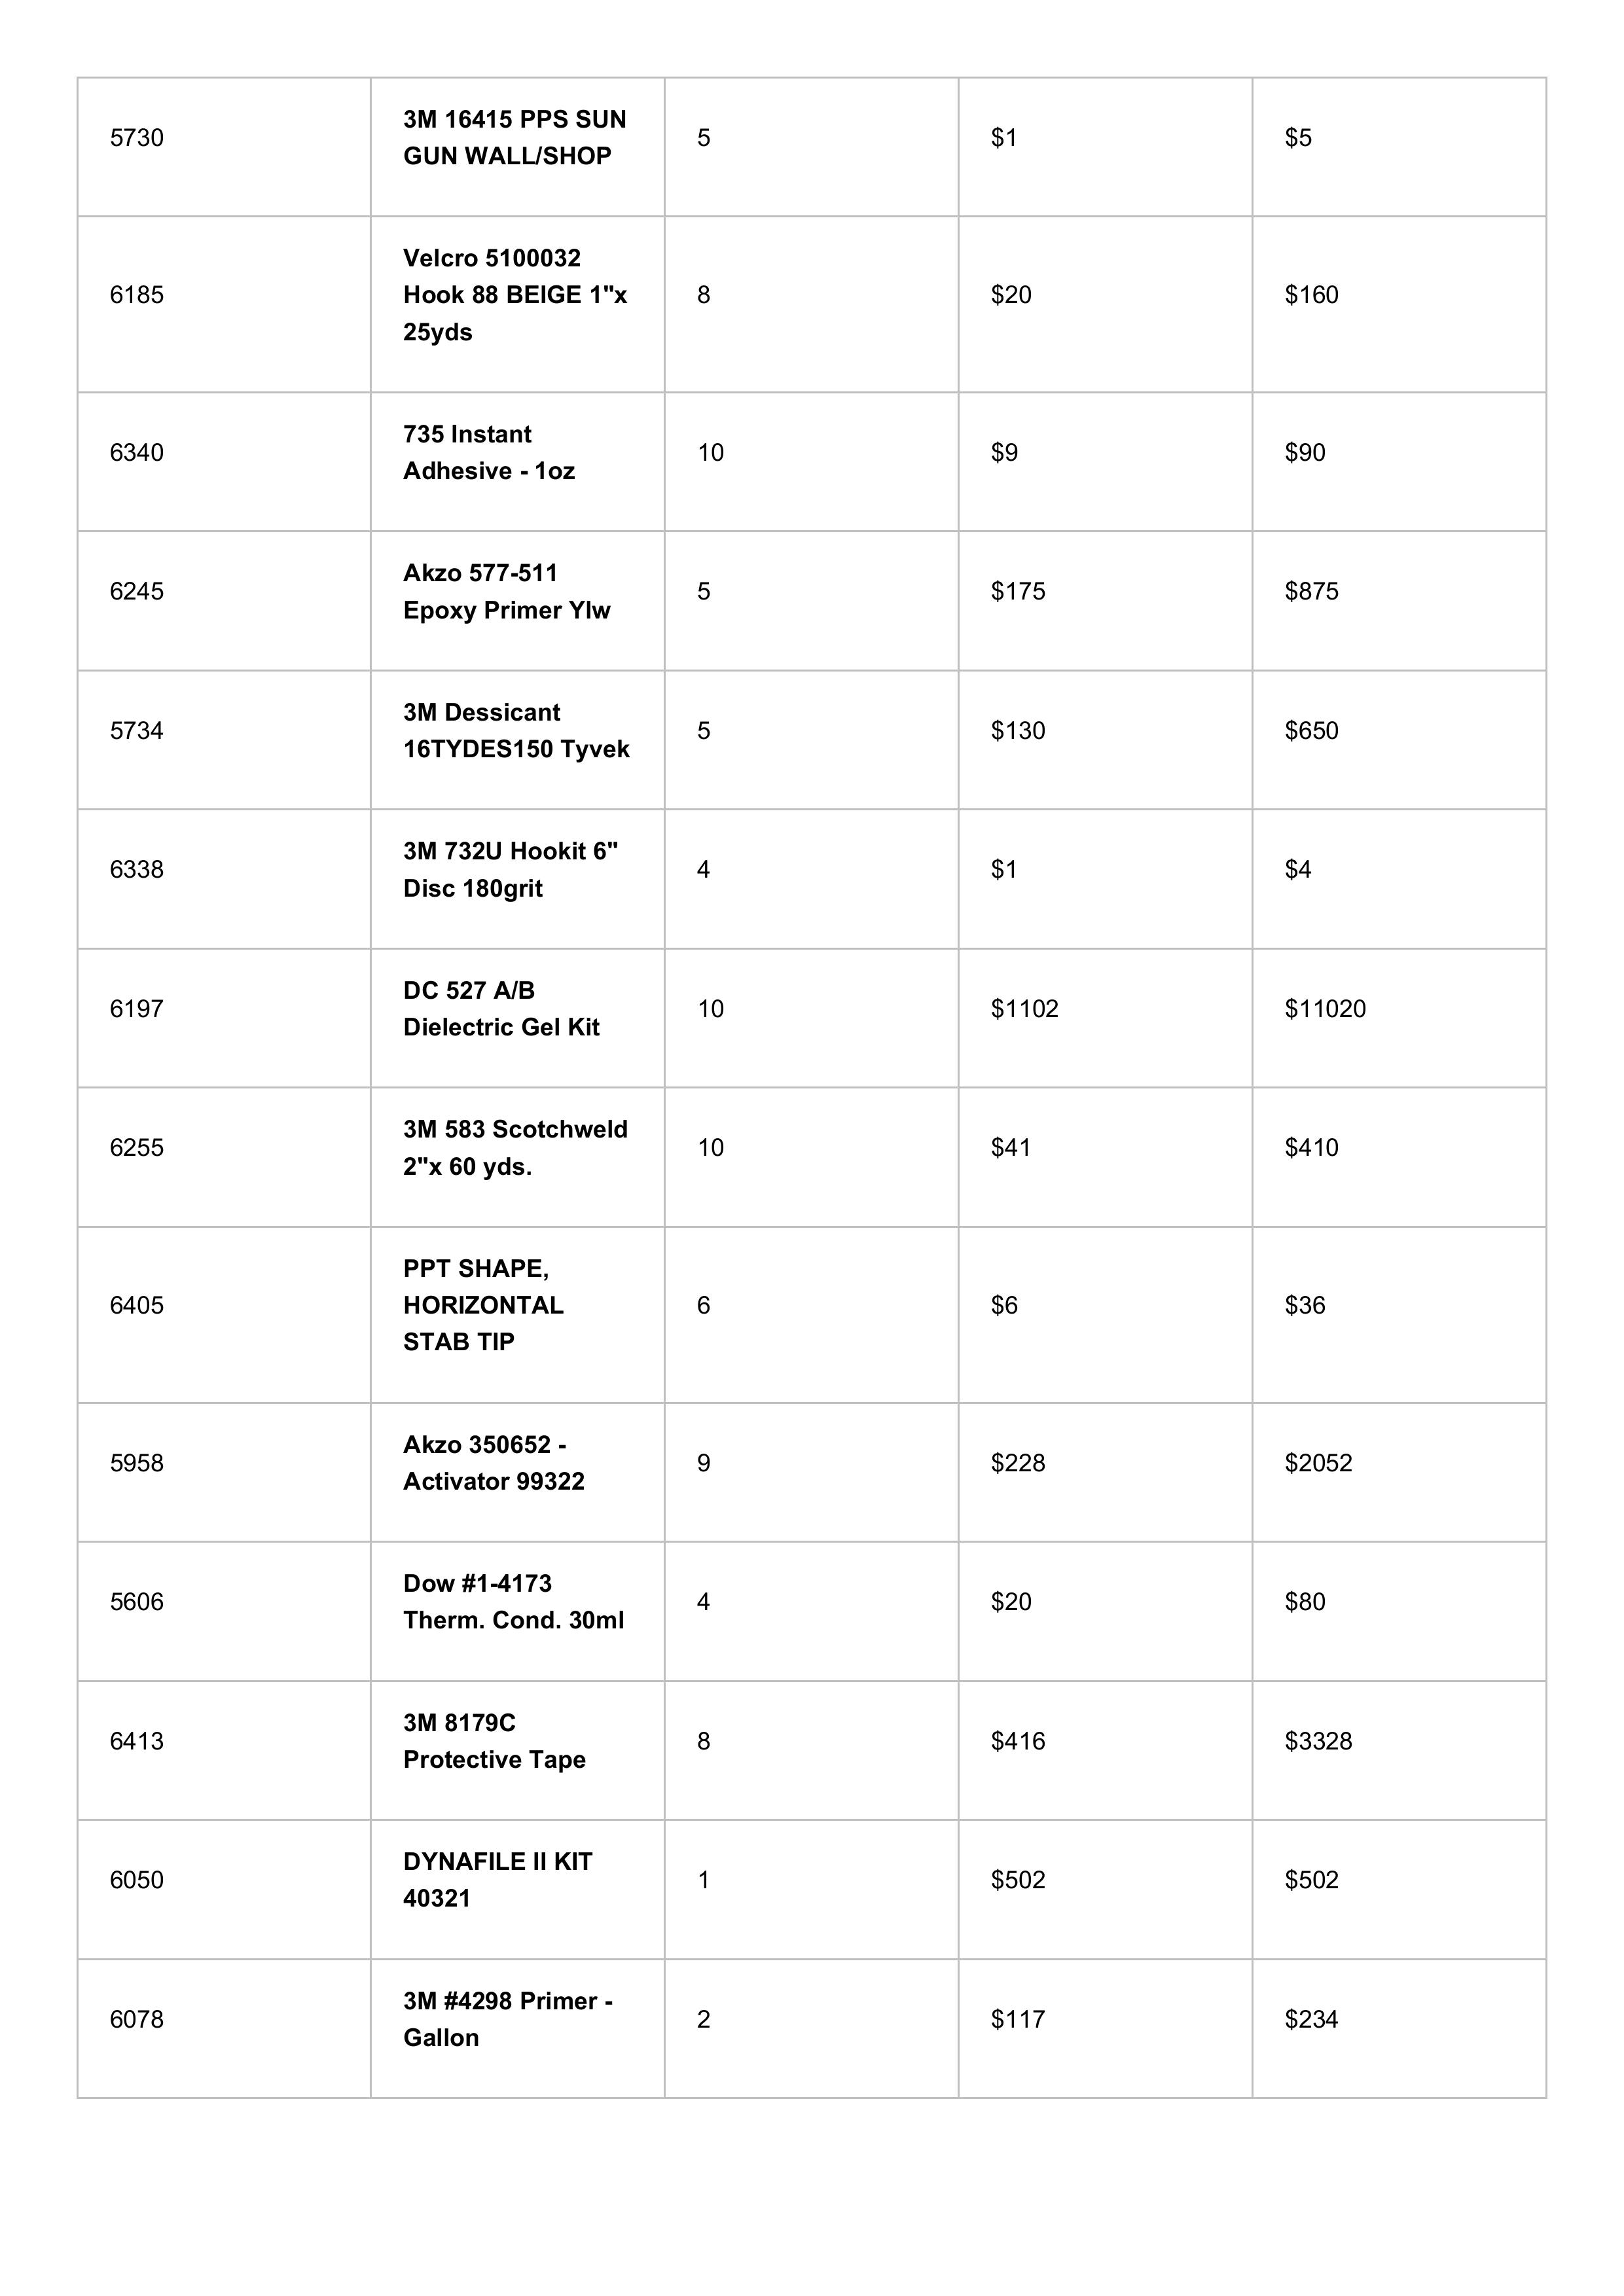 5730
3M 16415 PPS SUN
GUN WALL/SHOP
5
$1
$5
6185
Velcro 5100032
Hook 88 BEIGE 1"x
25yds
8
$20
$160
6340
735 Instant
Adhesive - 1oz
10
$9
$90
6245
Akzo 577-511
Epoxy Primer Ylw
5
$175
$875
5734
3M Dessicant
16TYDES150 Tyvek
5
$130
$650
6338
3M 732U Hookit 6"
Disc 180grit
4
$1
$4
6197
DC 527 A/B
Dielectric Gel Kit
10
$1102
$11020
6255
3M 583 Scotchweld
2"x 60 yds.
10
$41
$410
6405
PPT SHAPE,
HORIZONTAL
STAB TIP
6
$6
$36
5958
Akzo 350652 -
Activator 99322
9
$228
$2052
5606
Dow #1-4173
Therm. Cond. 30ml
4
$20
$80
6413
3M 8179C
Protective Tape
8
$416
$3328
6050
DYNAFILE II KIT
40321
1
$502
$502
6078
3M #4298 Primer -
Gallon
2
$117
$234